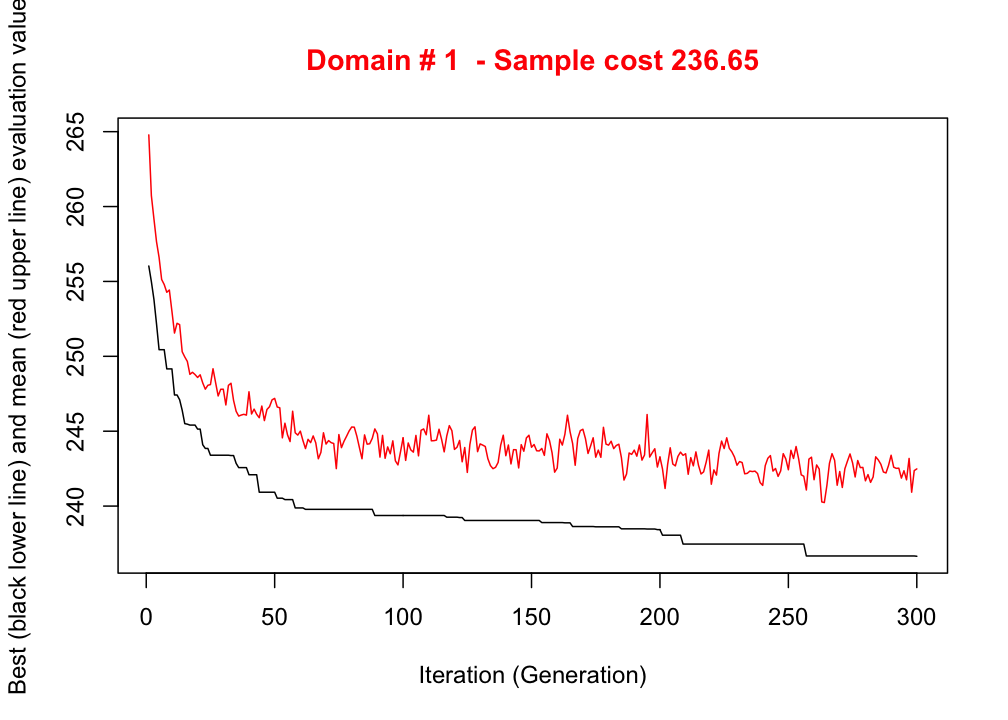 Domain # 1  - Sample cost 236.65
Best (black lower line) and mean (red upper line) evaluation value
265
260
255
250
245
240
0 50 100 150 200 250 300
Iteration (Generation)